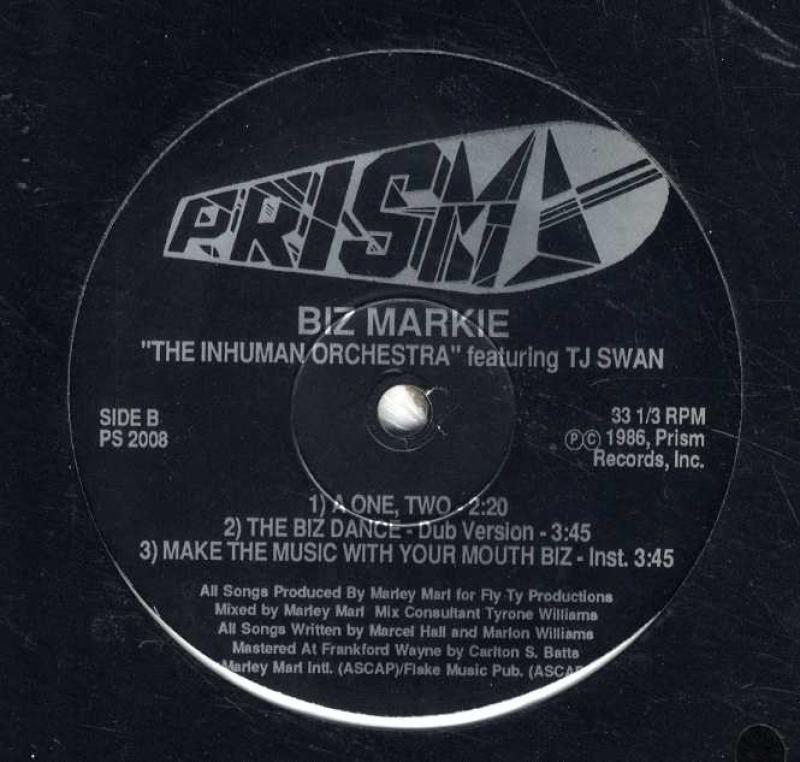 PRISM
BIZ MARKIE
"THE INHUMAN ORCHESTRA" featuring TJ SWAN
SIDE B
PS 2008
33 1/3 RPM
Ⓟ© 1986, Prism
Records, Inc.
1) A ONE, TWO - 2:20
2) THE BIZ DANCE - Dub Version - 3:45
3) MAKE THE MUSIC WITH YOUR MOUTH BIZ - Inst. 3:45
All Songs Produced By Marley Marl for Fly Ty Productions
Mixed by Marley Marl Mix Consultant Tyrone Williams
All Songs Written by Marcel Hall and Marlon Williams
Mastered At Frankford Wayne by Carlton S. Batts
Marley Marl Intl. (ASCAP)/Flake Music Pub. (ASCAP